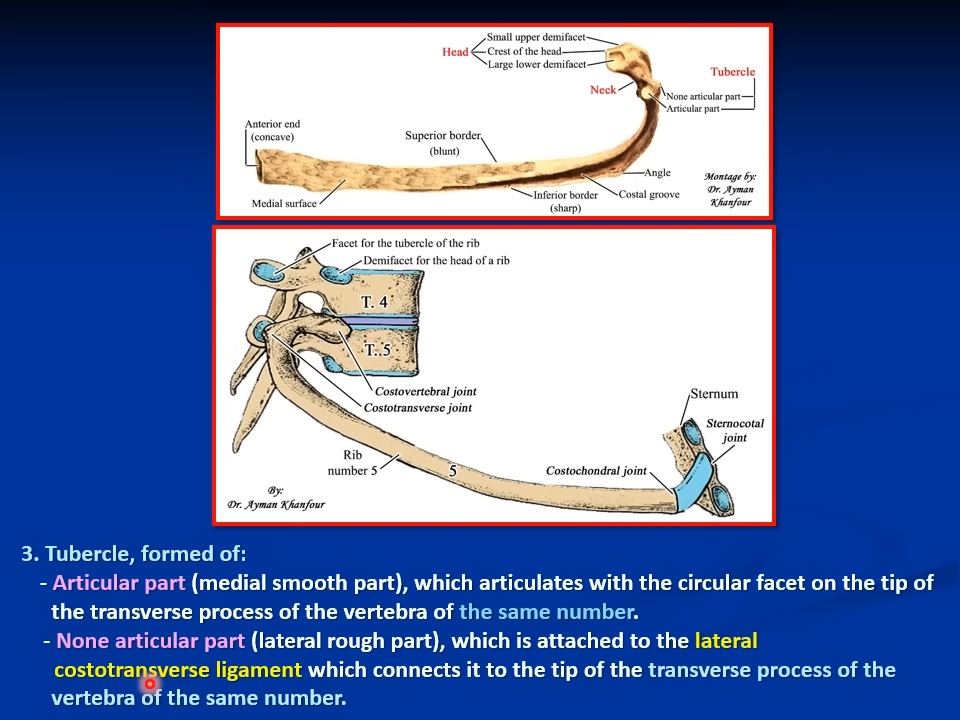 Small upper demifacet
Head
Crest of the head
Large lower demifacet
Tubercle
Neck
None articular part
Articular part
Anterior end
(concave)
Superior border
(blunt)
Angle
Montage by:
Dr. Ayman
Khanfour
Medial surface
Inferior border
(sharp)
Costal groove
Facet for the tubercle of the rib
Demifacet for the head of a rib
T. 4
T. 5
Costovertebral joint
Costotransverse joint
Sternum
Sternocotal
joint
Rib
number 5
5
Costochondral joint
By:
Dr. Ayman Khanfour
3. Tubercle, formed of:
- Articular part (medial smooth part), which articulates with the circular facet on the tip of
the transverse process of the vertebra of the same number.
- None articular part (lateral rough part), which is attached to the lateral
costotransverse ligament which connects it to the tip of the transverse process of the
vertebra of the same number.